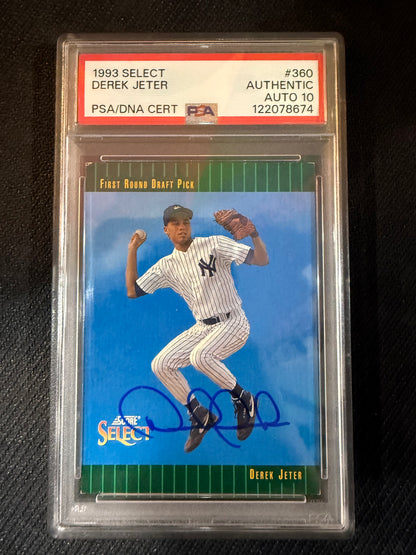 1993 SELECT #360
DEREK JETER AUTHENTIC
AUTO 10
PSA/DNA CERT PSA 122078674
FIRST ROUND DRAFT PICK
NY
SCORE
SELECT
DEREK JETER